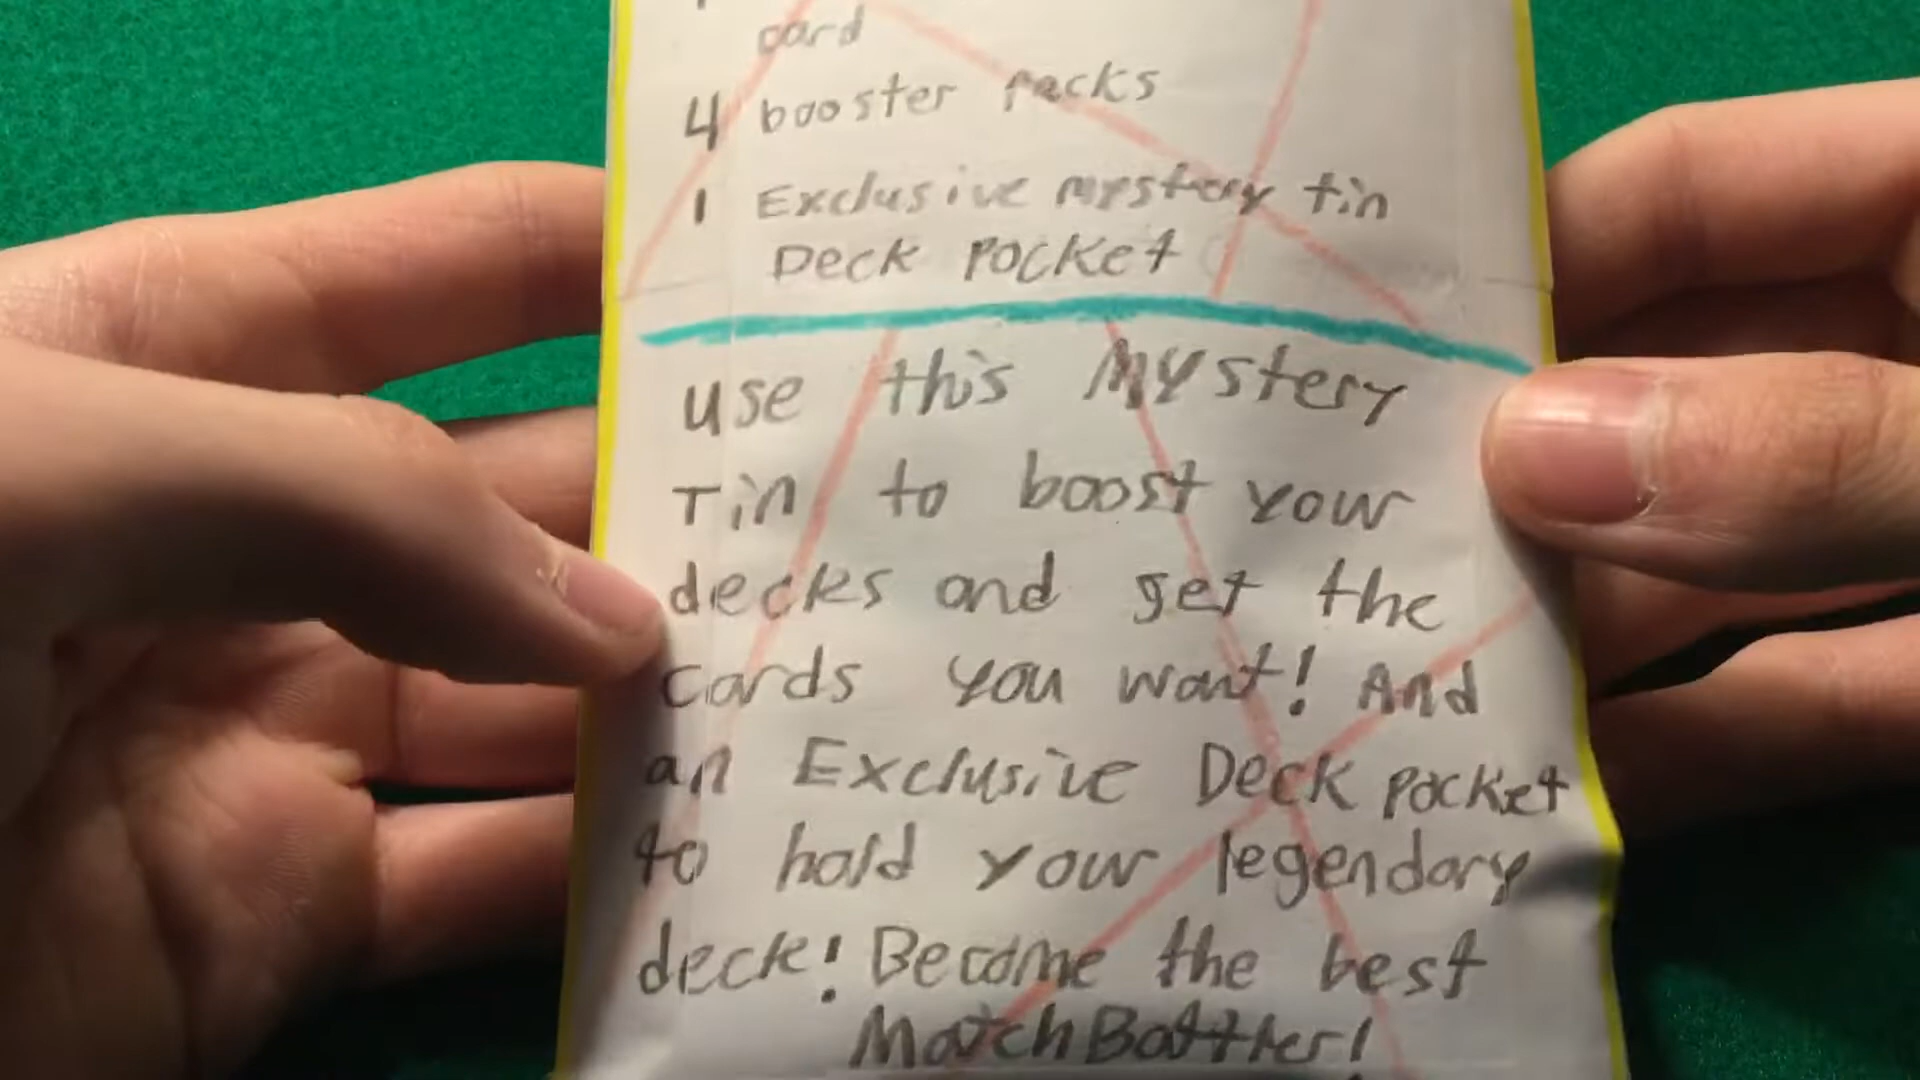 card
4 booster packs
1 Exclusive mystery tin
Deck Pocket
use this Mystery
Tin to boost your
decks and get the
cards you want! And
an Exclusive Deck pocket
to hold your legendary
deck! Become the best
MatchBattler!